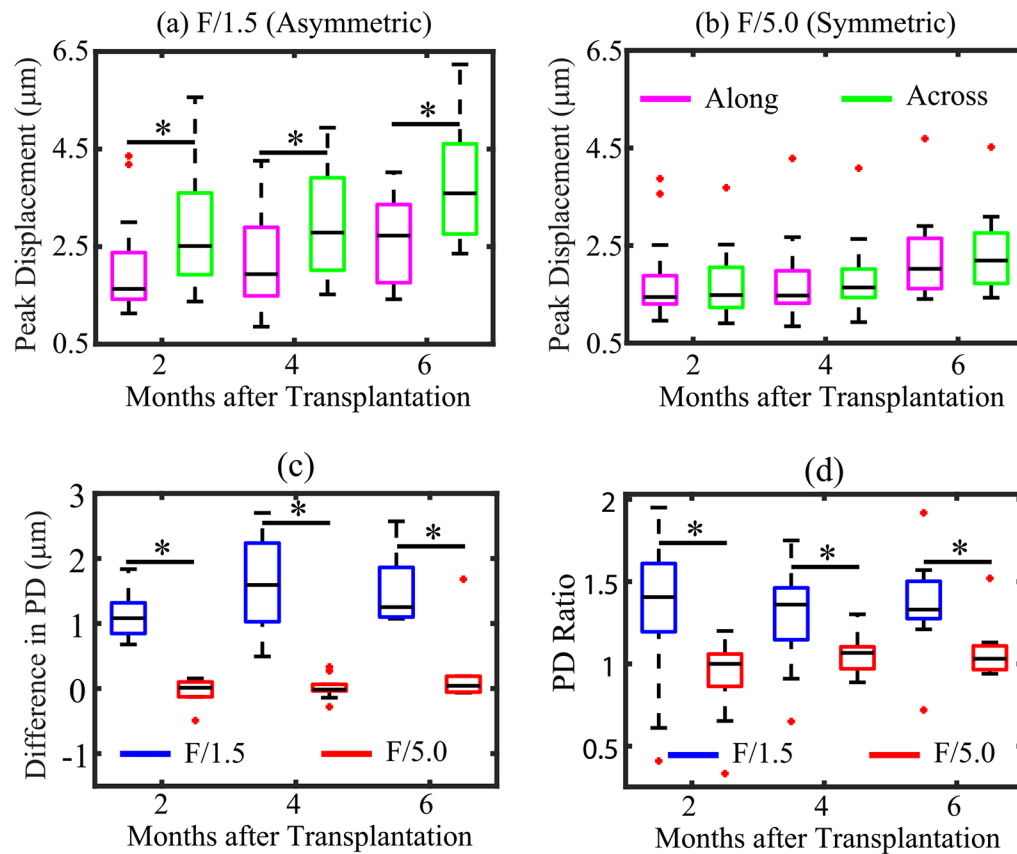 (a) F/1.5 (Asymmetric)
(b) F/5.0 (Symmetric)
Peak Displacement (μm)
6.5
4.5
2.5
0.5
*
*
*
2
4
6
Months after Transplantation
Peak Displacement (μm)
6.5
4.5
2.5
0.5
Along
Across
2
4
6
Months after Transplantation
(c)
Difference in PD (μm)
3
2
1
0
-1
*
*
*
F/1.5
F/5.0
2
4
6
Months after Transplantation
(d)
PD Ratio
2
1.5
1
0.5
*
*
*
F/1.5
F/5.0
2
4
6
Months after Transplantation